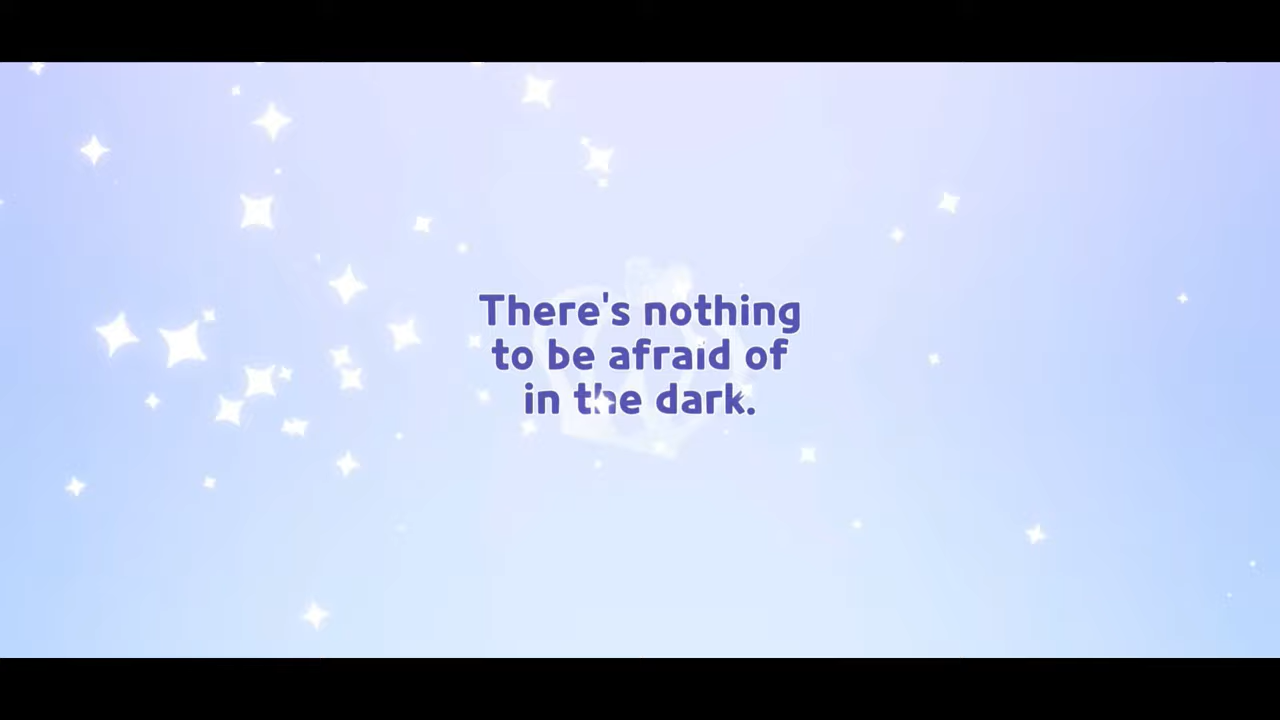 There's nothing
to be afraid of
in the dark.